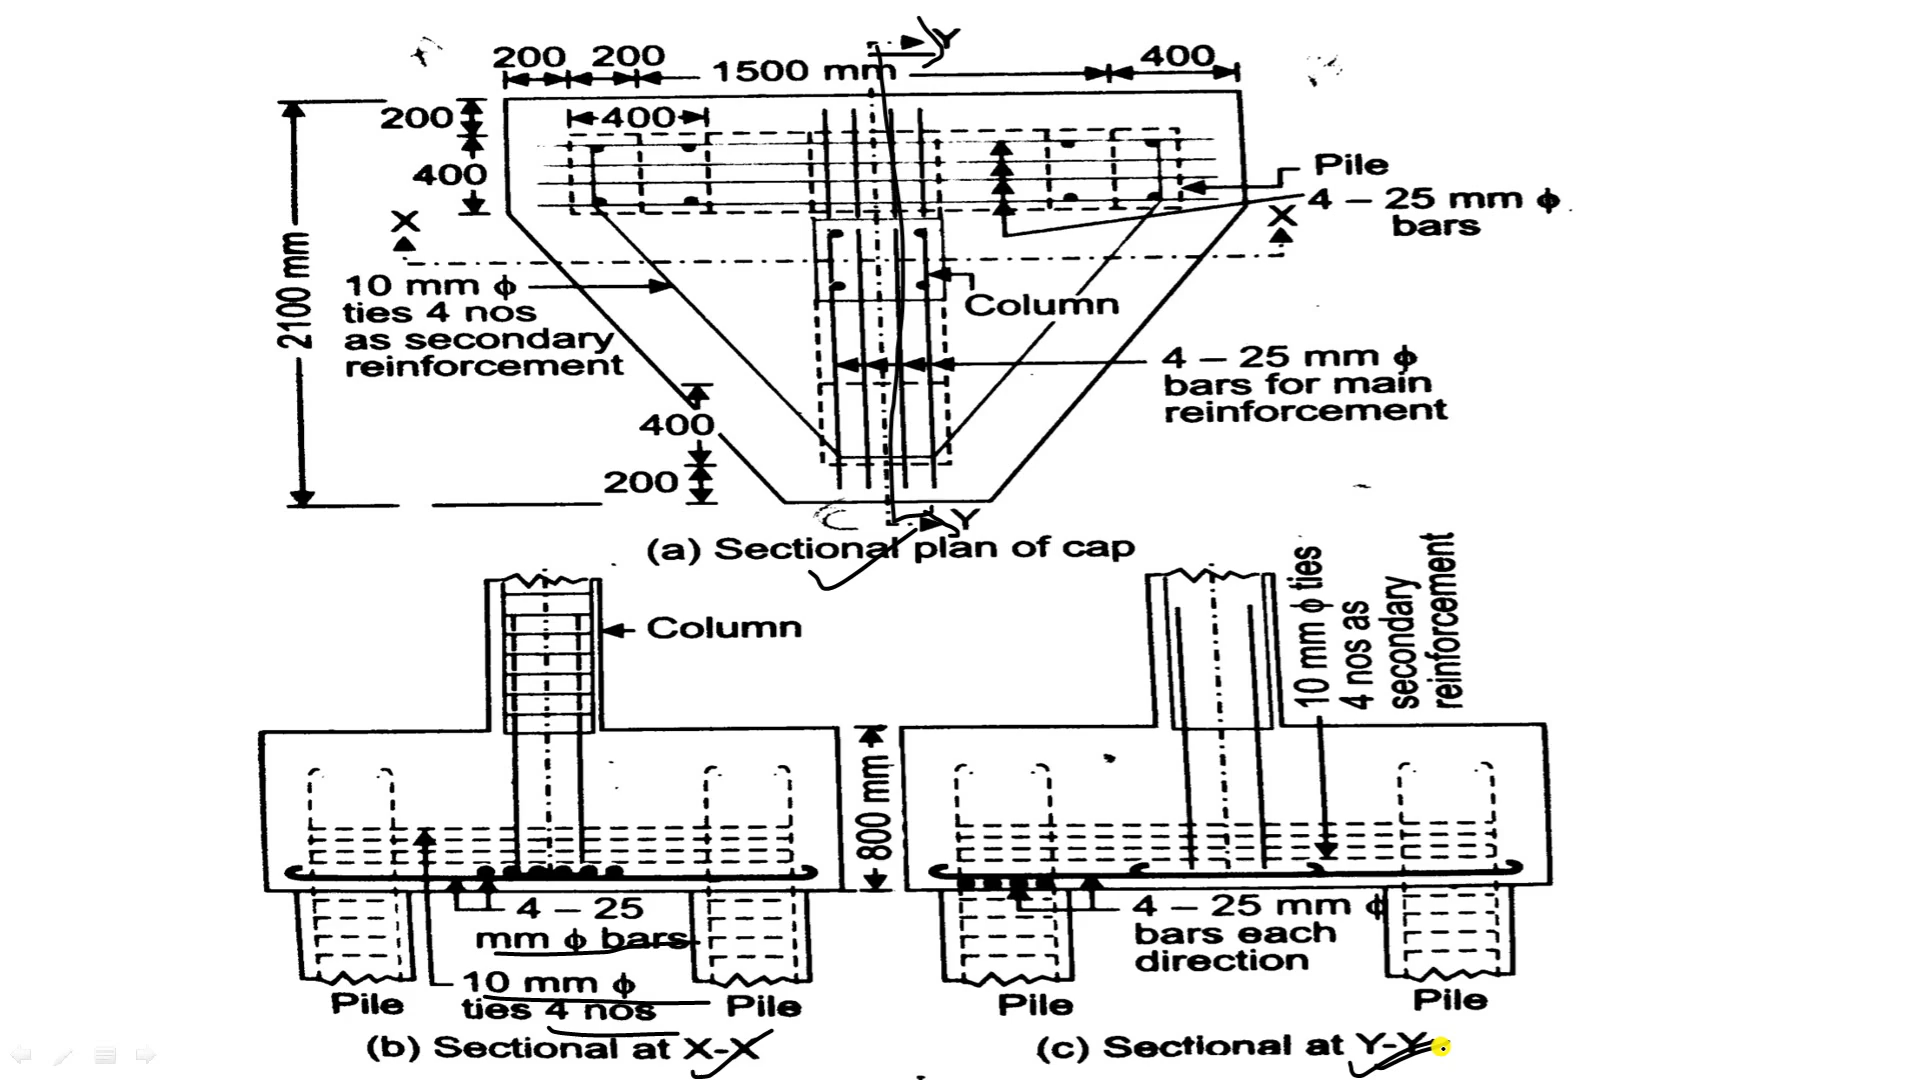 Y
200 200 1500 mm 400
200
400
400
Pile
4 – 25 mm ϕ
bars
X
X
2100 mm
10 mm ϕ
ties 4 nos
as secondary
reinforcement
Column
4 – 25 mm ϕ
bars for main
reinforcement
400
200
Y
(a) Sectional plan of cap
Column
10 mm ϕ ties
4 nos as
secondary
reinforcement
800 mm
4 – 25
mm ϕ bars
10 mm ϕ
ties 4 nos
Pile
Pile
4 – 25 mm ϕ
bars each
direction
Pile
Pile
(b) Sectional at X-X
(c) Sectional at Y-Y